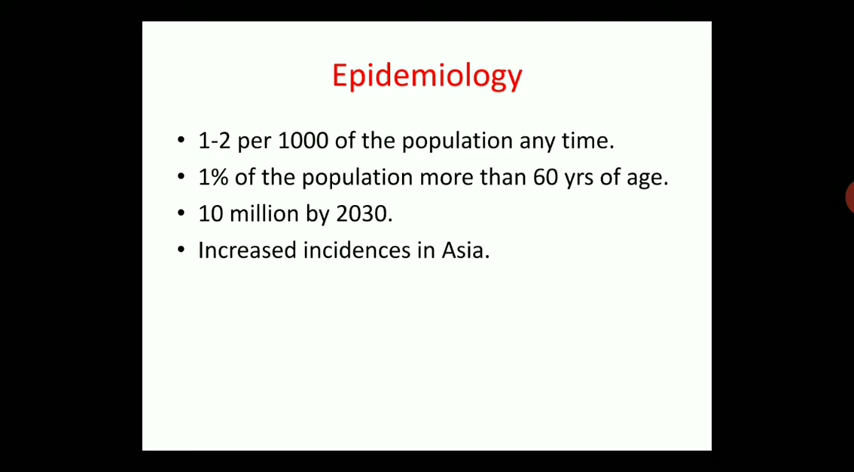 Epidemiology
• 1-2 per 1000 of the population any time.
• 1% of the population more than 60 yrs of age.
• 10 million by 2030.
• Increased incidences in Asia.